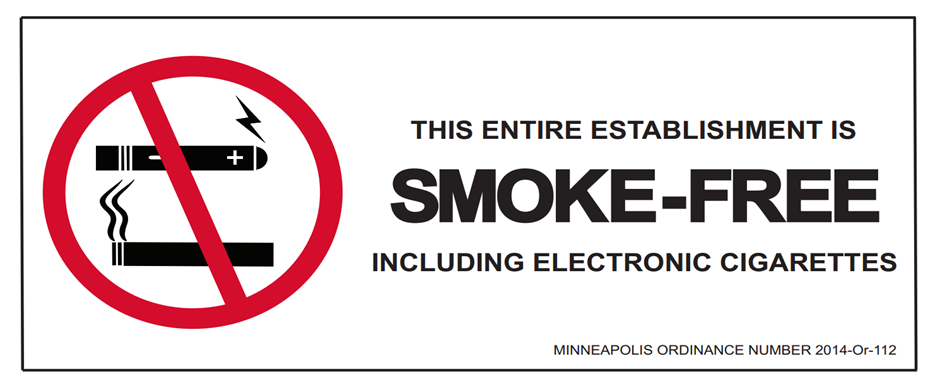 THIS ENTIRE ESTABLISHMENT IS
SMOKE-FREE
INCLUDING ELECTRONIC CIGARETTES
MINNEAPOLIS ORDINANCE NUMBER 2014-Or-112